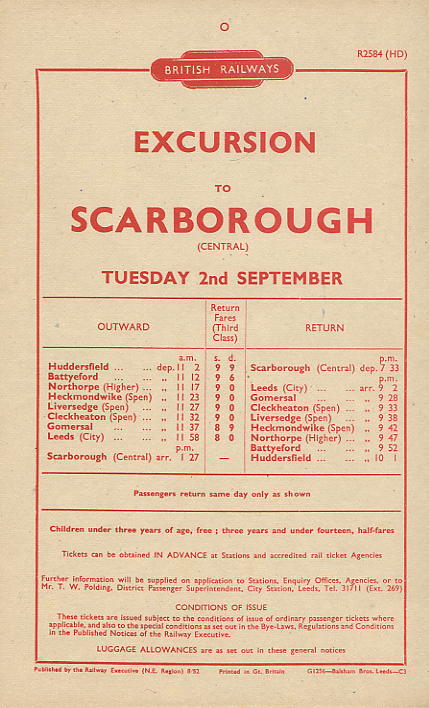 R2584 (HD)
BRITISH RAILWAYS
EXCURSION
TO
SCARBOROUGH
(CENTRAL)
TUESDAY 2nd SEPTEMBER
OUTWARD Return Fares (Third Class) RETURN
a.m. s. d. p.m.
Huddersfield ... ... dep. 11 2 9 9 Scarborough (Central) dep. 7 33
Battyeford ... ... „ 11 12 9 6 p.m.
Northorpe (Higher) ... „ 11 17 9 0 Leeds (City) ... ... arr. 9 2
Heckmondwike (Spen) „ 11 23 9 0 Gomersal ... ... „ 9 28
Liversedge (Spen) ... „ 11 27 9 0 Cleckheaton (Spen) ... „ 9 33
Cleckheaton (Spen) ... „ 11 32 9 0 Liversedge (Spen) ... „ 9 38
Gomersal ... ... „ 11 37 8 9 Heckmondwike (Spen) „ 9 42
Leeds (City) ... ... „ 11 58 8 0 Northorpe (Higher) ... „ 9 47
p.m. Battyeford ... ... „ 9 52
Scarborough (Central) arr. 1 27 — Huddersfield ... ... „ 10 1
Passengers return same day only as shown
Children under three years of age, free ; three years and under fourteen, half-fares
Tickets can be obtained IN ADVANCE at Stations and accredited rail ticket Agencies
Further information will be supplied on application to Stations, Enquiry Offices, Agencies, or to
Mr. T. W. Polding, District Passenger Superintendent, City Station, Leeds, Tel. 31711 (Ext. 269)
CONDITIONS OF ISSUE
These tickets are issued subject to the conditions of issue of ordinary passenger tickets where
applicable, and also to the special conditions as set out in the Bye-Laws, Regulations and Conditions
in the Published Notices of the Railway Executive.
LUGGAGE ALLOWANCES are as set out in these general notices
Published by the Railway Executive (N.E. Region) 8/52 Printed in Gt. Britain G1256—Balsham Bros. Leeds—C3